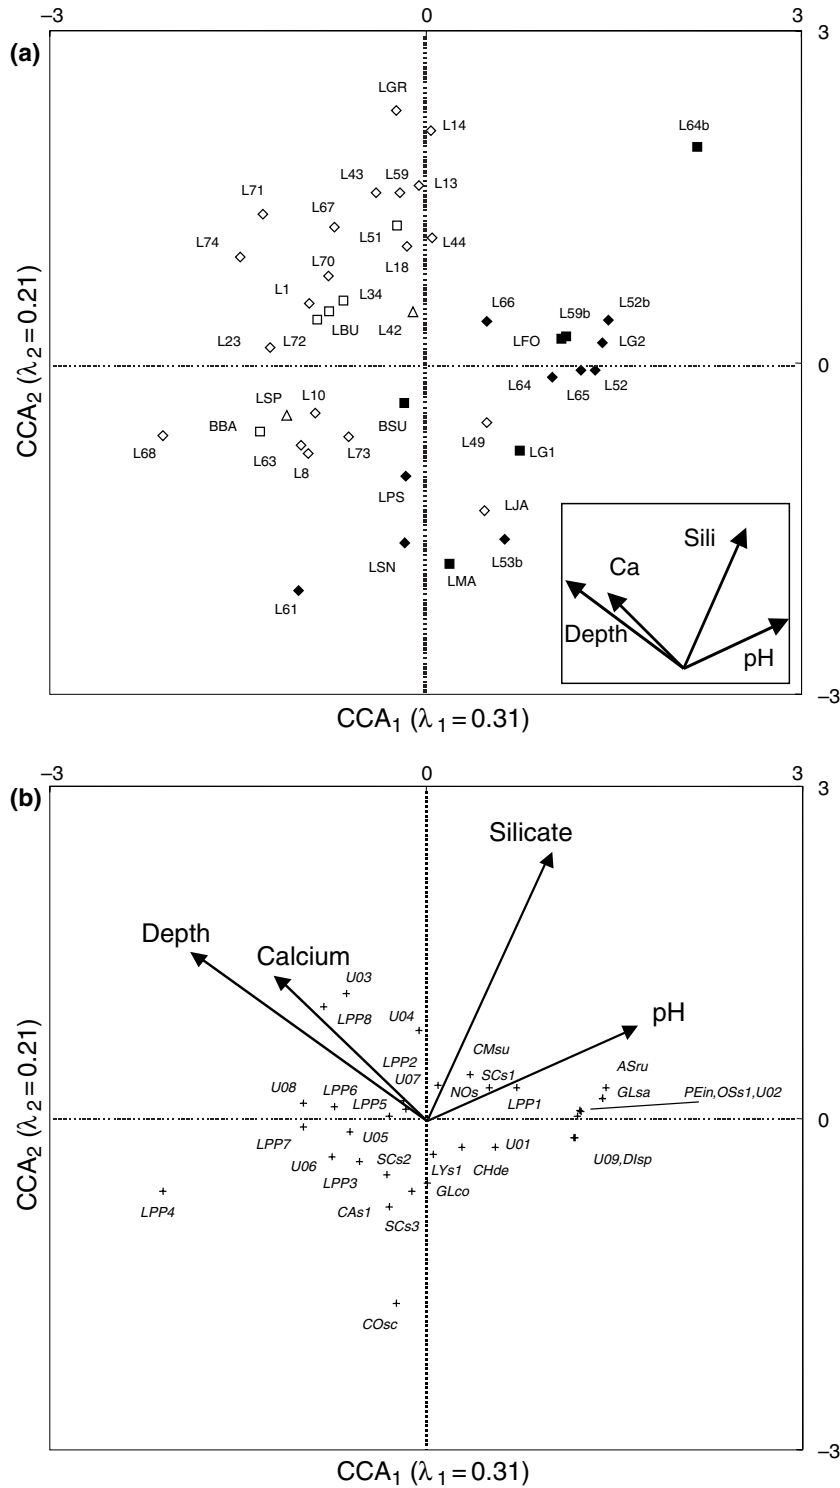 −3 0 3
(a) 3
LGR
L14 L64b
L43 L59 L13
L71
L67
L74 L51 L44
L18
L70
L1 L34 L66 L59b L52b
L23 L72 LBU L42 LFO LG2
0
L64 L65 L52
LSP L10
BBA BSU
L68 L63 L8 L73 L49 LG1
LPS LJA
LSN L53b
LMA
L61
Sili
Ca
Depth
pH
−3
CCA2 (λ2 = 0.21)
CCA1 (λ1 = 0.31)
−3 0 3
(b) 3
Silicate
Depth
Calcium
U03
LPP8 U04 pH
LPP2 CMsu
U07 SCs1 ASru
U08 LPP6 LPP5 NOs LPP1 GLsa PEin,OSs1,U02
0
LPP7 U05 U01
U06 SCs2 LYs1 CHde U09,DIsp
LPP3 GLco
LPP4 CAs1
SCs3
COsc
−3
CCA2 (λ2 = 0.21)
CCA1 (λ1 = 0.31)